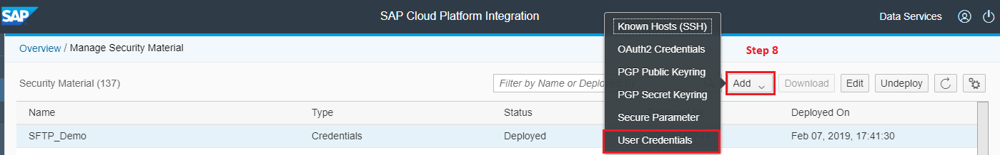 SAP
SAP Cloud Platform Integration
Data Services
Overview / Manage Security Material
Known Hosts (SSH)
OAuth2 Credentials
PGP Public Keyring
PGP Secret Keyring
Secure Parameter
User Credentials
Step 8
Security Material (137)
Filter by Name or Deployed
Add
Download
Edit
Undeploy
Name
Type
Status
Deployed On
SFTP_Demo
Credentials
Deployed
Feb 07, 2019, 17:41:30